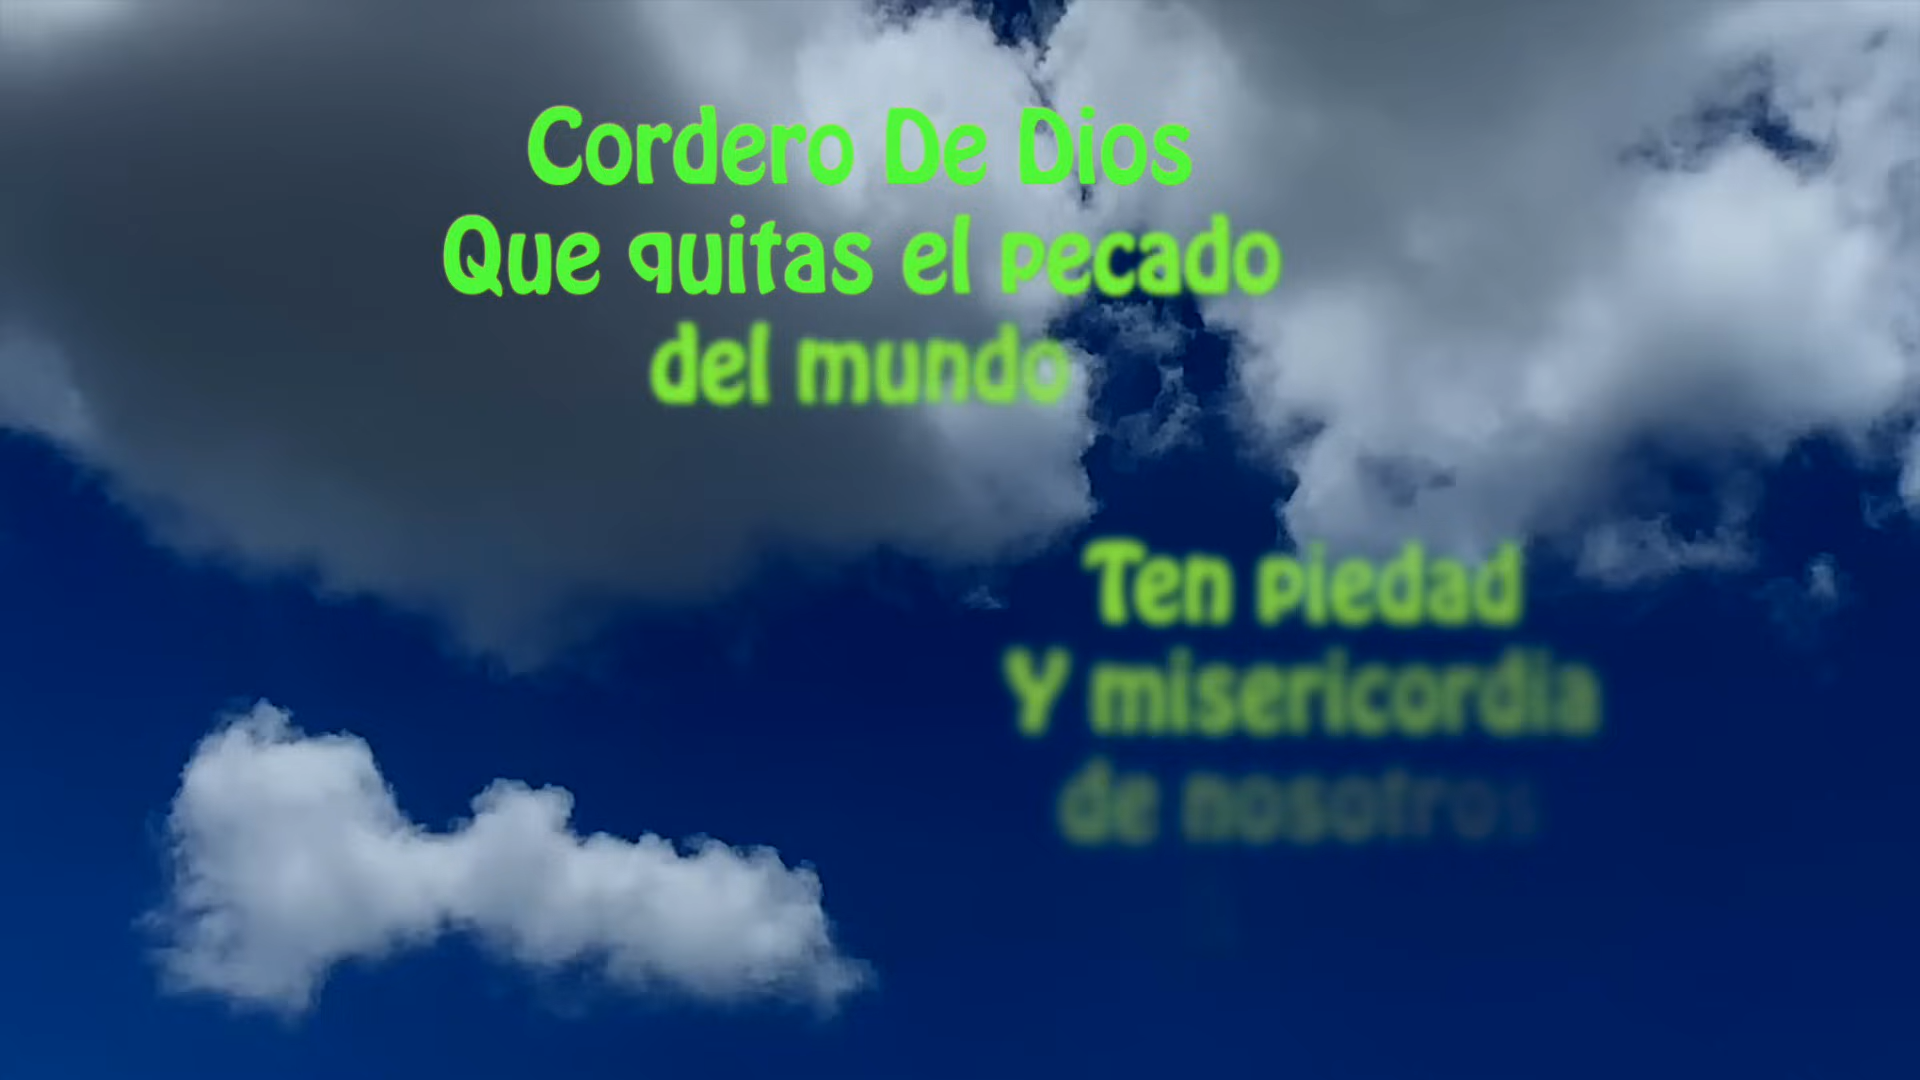 Cordero De Dios
Que quitas el pecado
del mundo
Ten piedad
Y misericordia
de nosotros